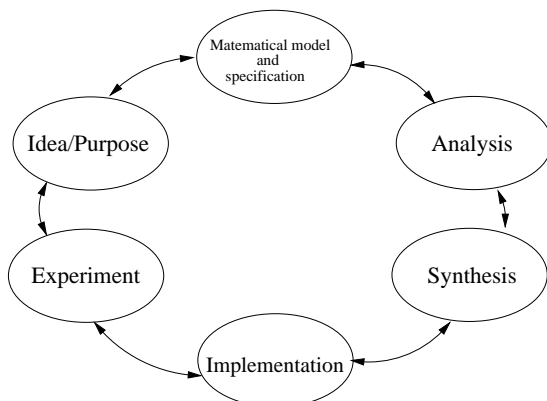 Matematical model
and
specification
Idea/Purpose
Analysis
Experiment
Synthesis
Implementation